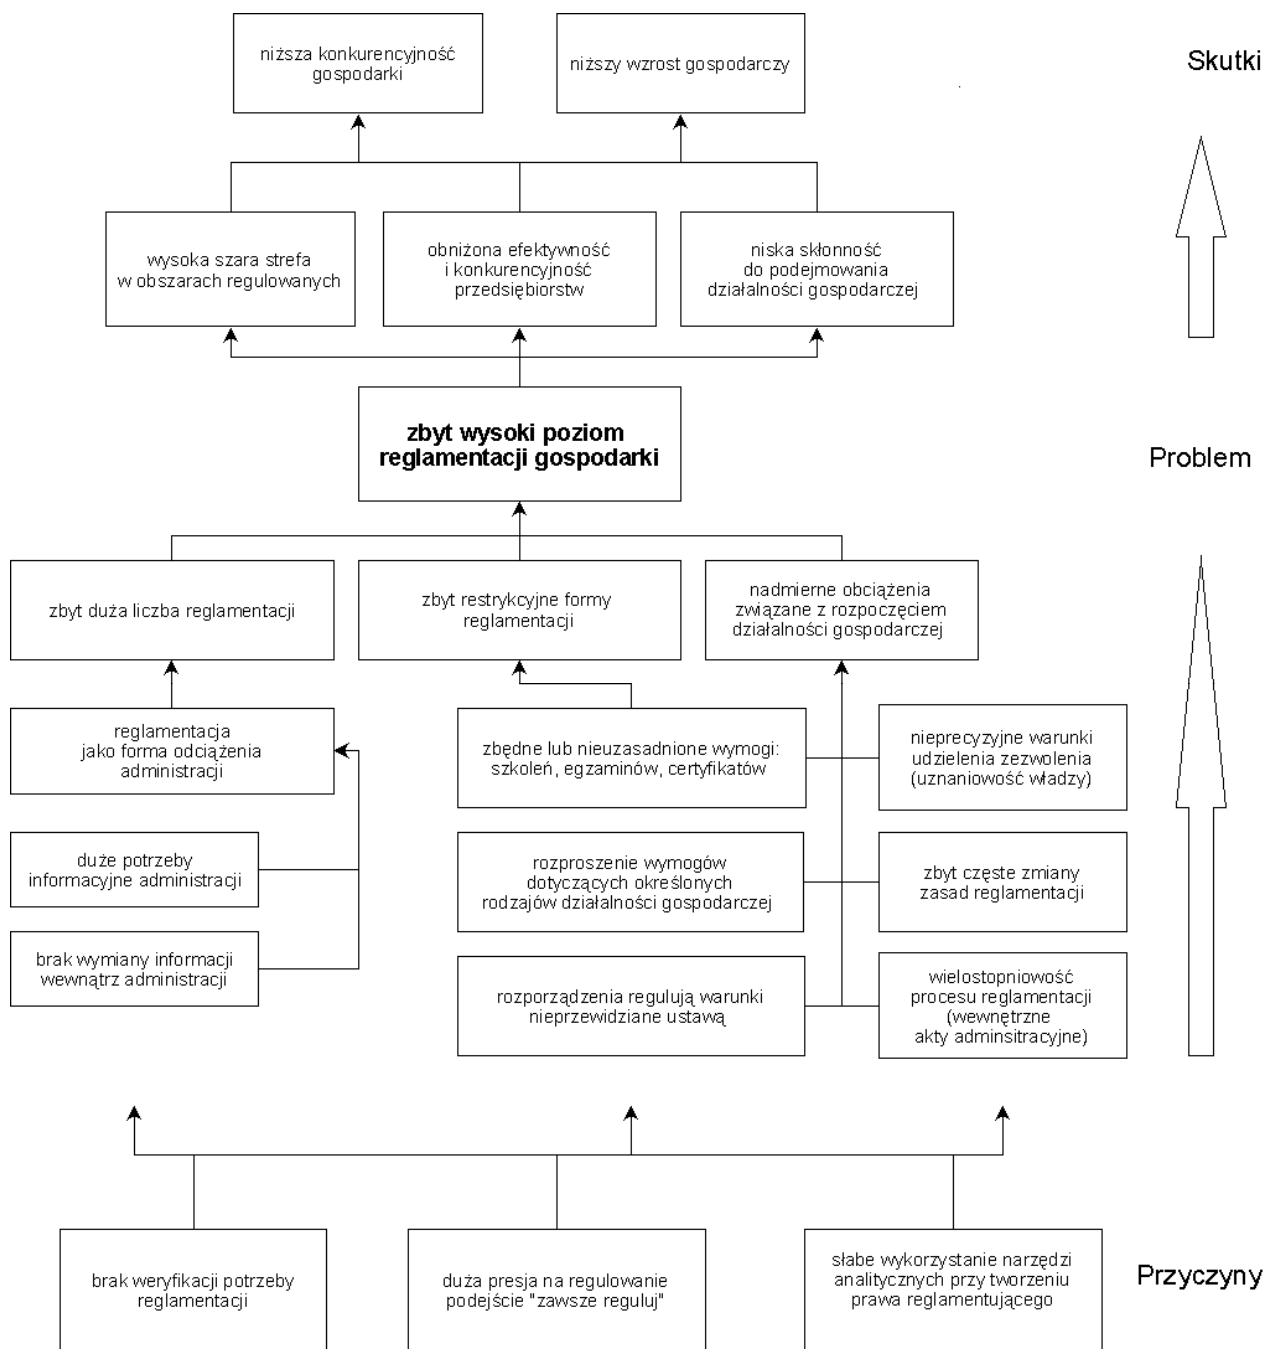 niższa konkurencyjność
gospodarki
niższy wzrost gospodarczy
Skutki
wysoka szara strefa
w obszarach regulowanych
obniżona efektywność
i konkurencyjność
przedsiębiorstw
niska skłonność
do podejmowania
działalności gospodarczej
zbyt wysoki poziom
reglamentacji gospodarki
Problem
zbyt duża liczba reglamentacji
zbyt restrykcyjne formy
reglamentacji
nadmierne obciążenia
związane z rozpoczęciem
działalności gospodarczej
reglamentacja
jako forma odciążenia
administracji
zbędne lub nieuzasadnione wymogi:
szkoleń, egzaminów, certyfikatów
nieprecyzyjne warunki
udzielenia zezwolenia
(uznaniowość władzy)
duże potrzeby
informacyjne administracji
rozproszenie wymogów
dotyczących określonych
rodzajów działalności gospodarczej
zbyt częste zmiany
zasad reglamentacji
brak wymiany informacji
wewnątrz administracji
rozporządzenia regulują warunki
nieprzewidziane ustawą
wielostopniowość
procesu reglamentacji
(wewnętrzne
akty adminsitracyjne)
brak weryfikacji potrzeby
reglamentacji
duża presja na regulowanie
podejście "zawsze reguluj"
słabe wykorzystanie narzędzi
analitycznych przy tworzeniu
prawa reglamentującego
Przyczyny